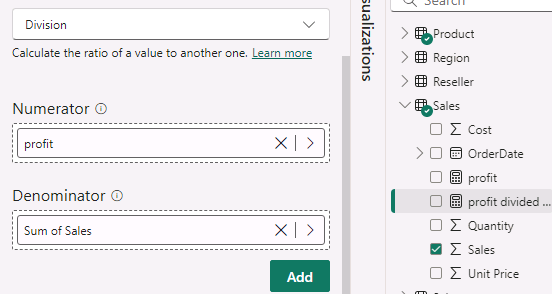 Division
Calculate the ratio of a value to another one. Learn more
Numerator
profit
Denominator
Sum of Sales
Add
Search
Product
Region
Reseller
Sales
Cost
OrderDate
profit
profit divided ...
Quantity
Sales
Unit Price